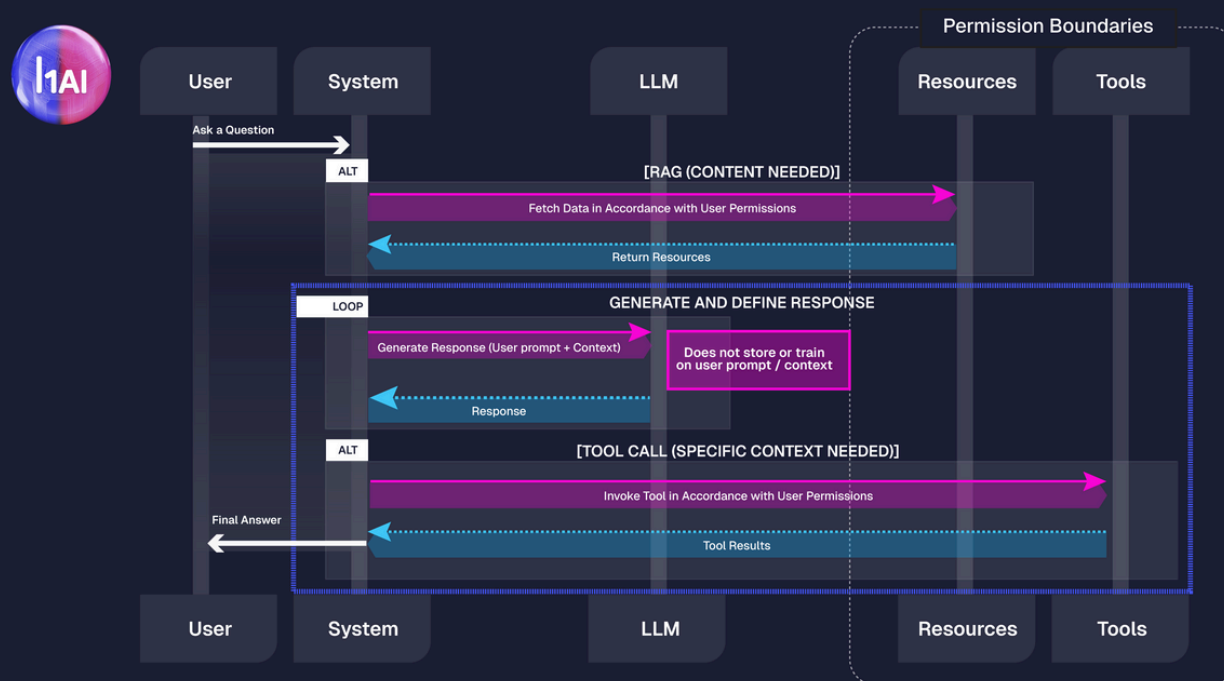 Permission Boundaries
h1AI
User
System
LLM
Resources
Tools
Ask a Question
ALT
[RAG (CONTENT NEEDED)]
Fetch Data in Accordance with User Permissions
Return Resources
LOOP
GENERATE AND DEFINE RESPONSE
Generate Response (User prompt + Context)
Does not store or train
on user prompt / context
Response
ALT
[TOOL CALL (SPECIFIC CONTEXT NEEDED)]
Invoke Tool in Accordance with User Permissions
Final Answer
Tool Results
User
System
LLM
Resources
Tools